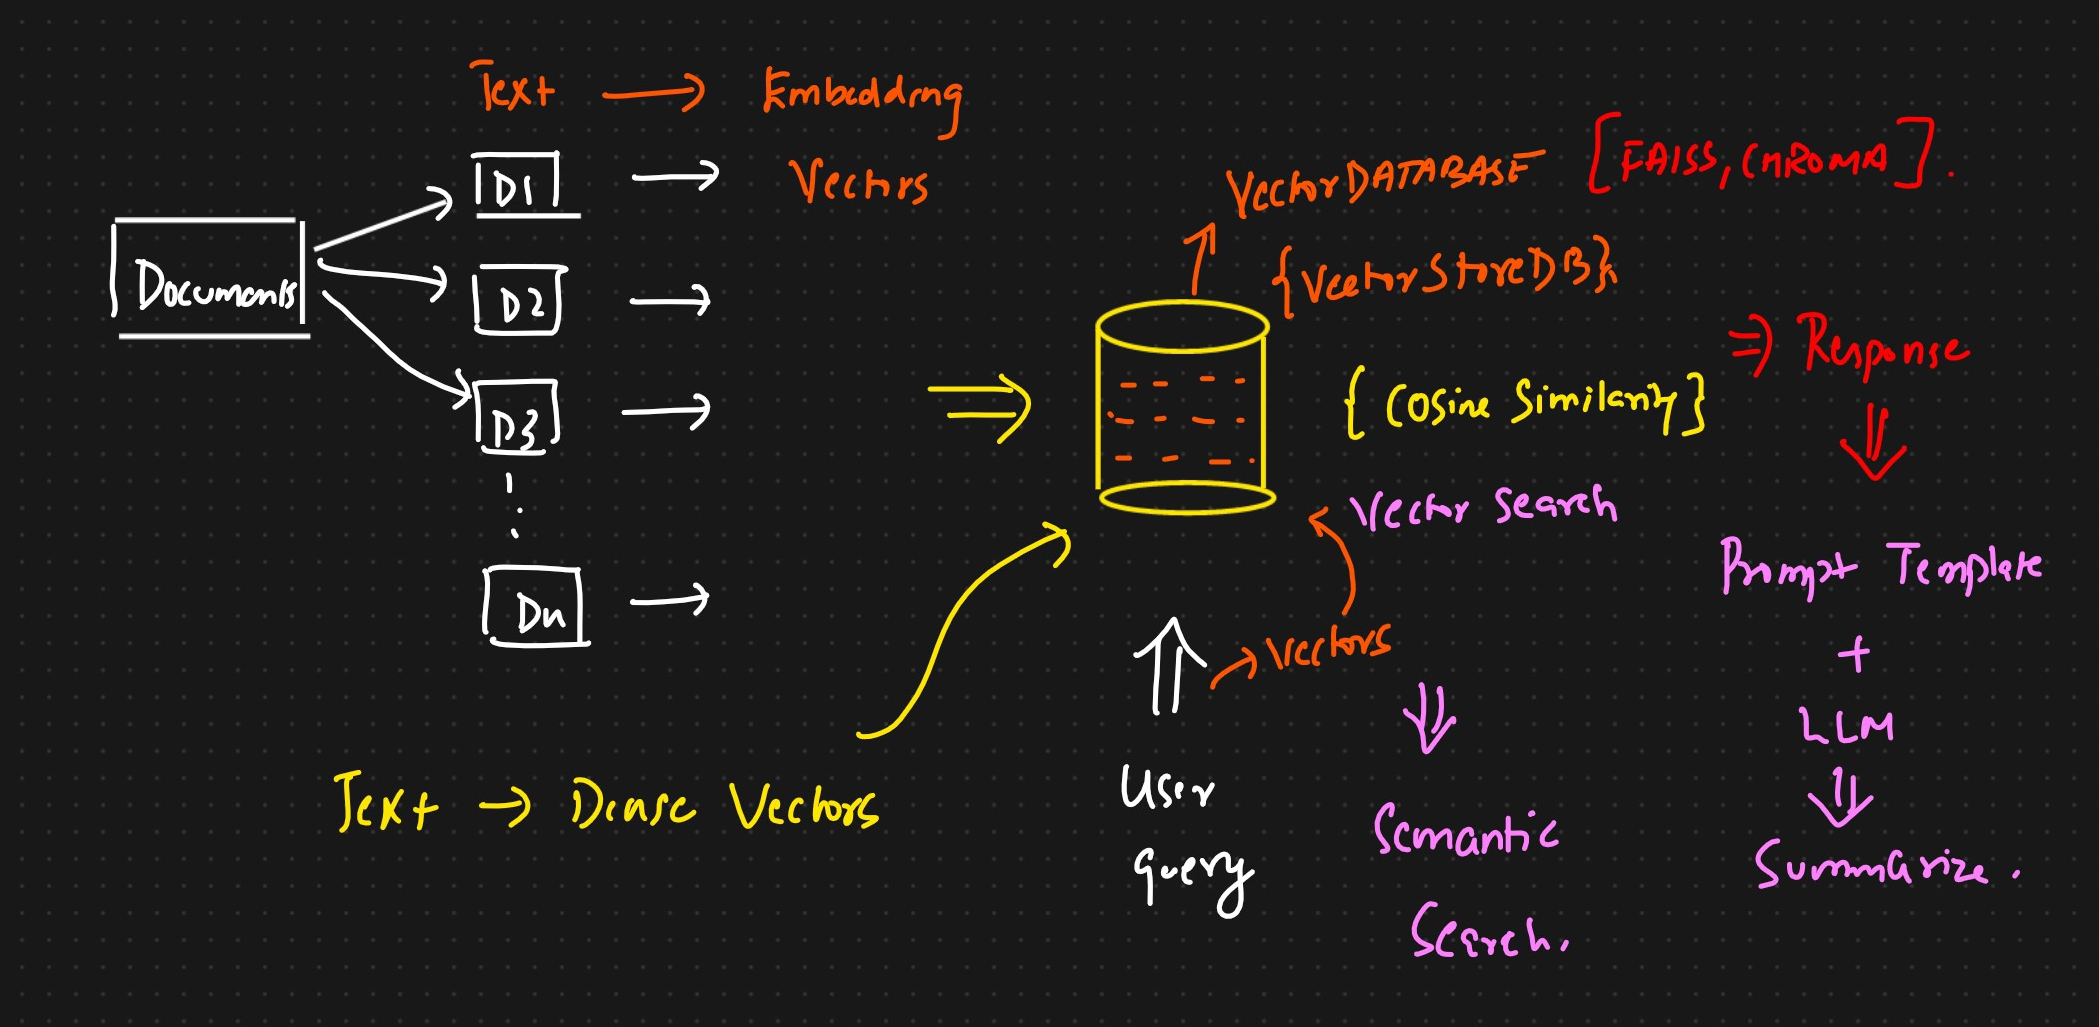 Text → Embedding
Vectors
Documents
D1
D2
D3
Dn
Text → Dense Vectors
VectorDATABASE [FAISS, CHROMA].
{VectorStoreDB}
{Cosine Similarity}
Vector Search
Vectors
User
query
Semantic
Search.
⇒ Response
Prompt Template
+
LLM
Summarize.